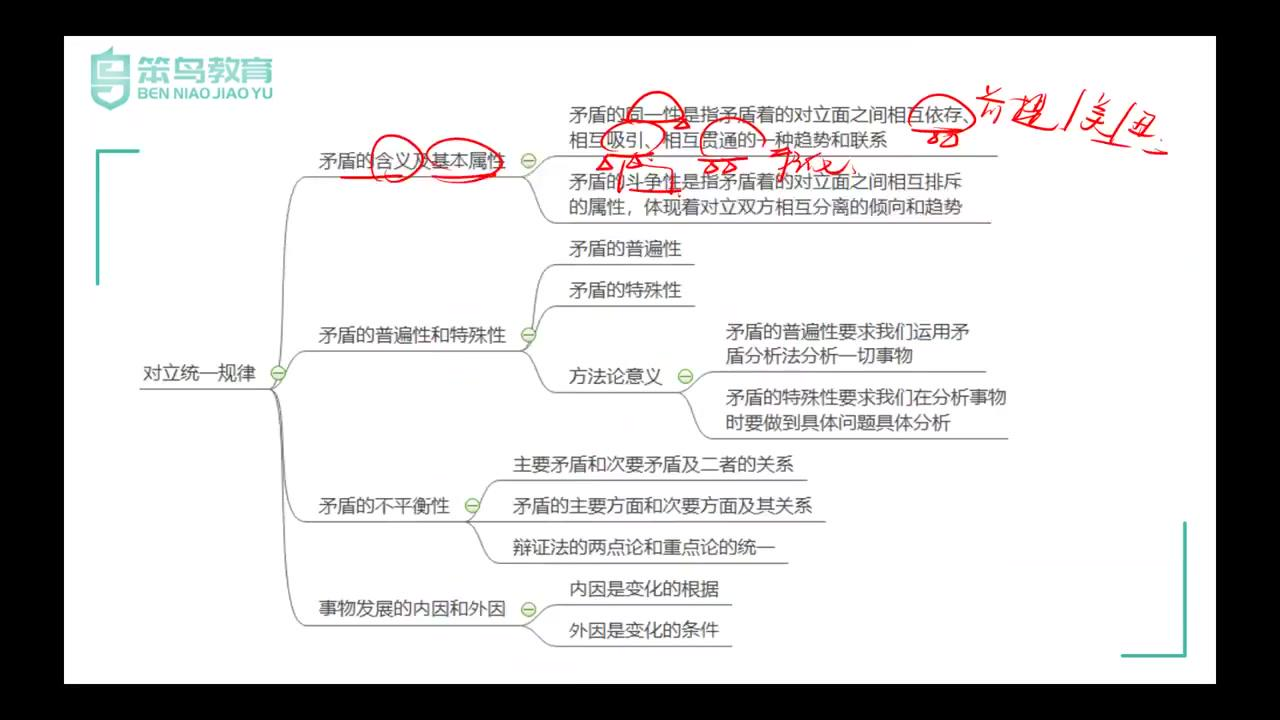 笨鸟教育
BEN NIAO JIAO YU
矛盾的同一性是指矛盾着的对立面之间相互依存、
相互吸引、相互贯通的一种趋势和联系
前提 美 丑
转化
矛盾的含义及基本属性
矛盾的斗争性是指矛盾着的对立面之间相互排斥
的属性，体现着对立双方相互分离的倾向和趋势
矛盾的普遍性
矛盾的特殊性
矛盾的普遍性和特殊性
矛盾的普遍性要求我们运用矛
盾分析法分析一切事物
方法论意义
矛盾的特殊性要求我们在分析事物
时要做到具体问题具体分析
对立统一规律
主要矛盾和次要矛盾及二者的关系
矛盾的不平衡性
矛盾的主要方面和次要方面及其关系
辩证法的两点论和重点论的统一
内因是变化的根据
事物发展的内因和外因
外因是变化的条件